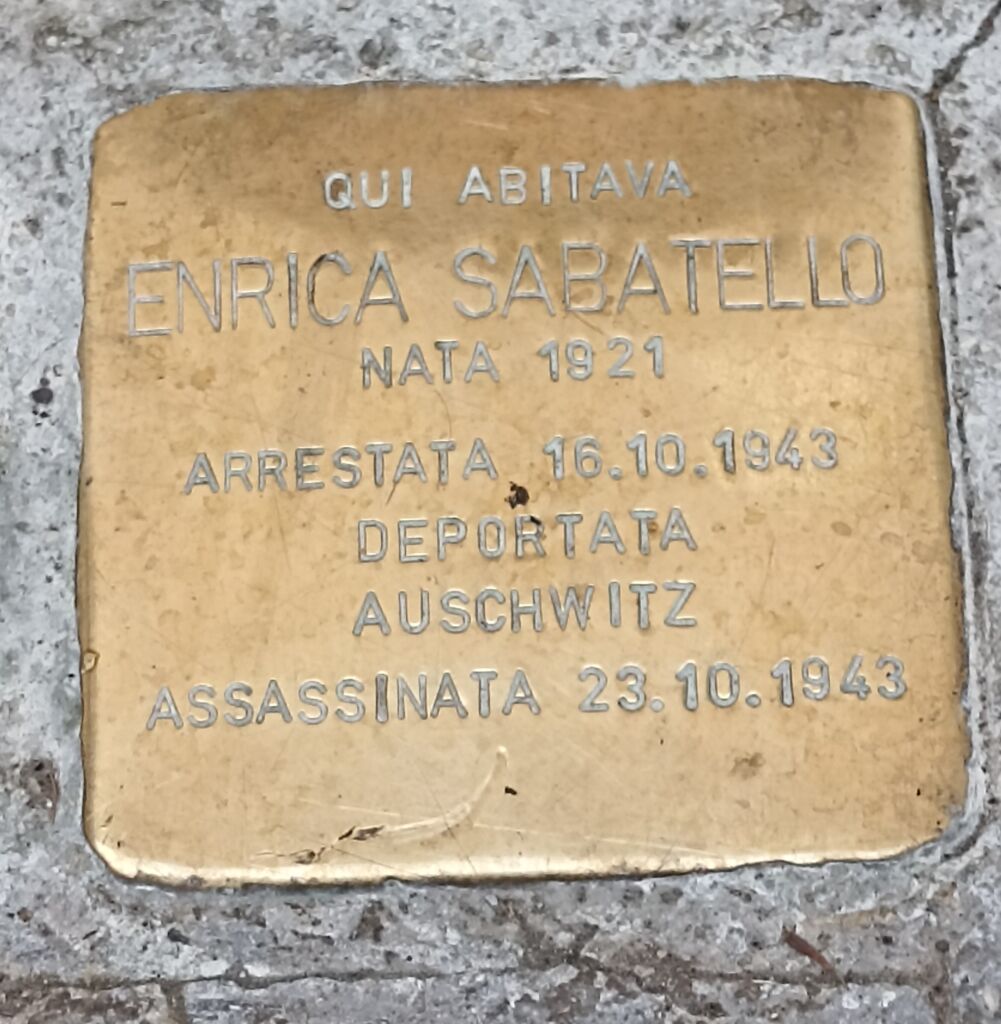 QUI ABITAVA
ENRICA SABATELLO
NATA 1921
ARRESTATA 16.10.1943
DEPORTATA
AUSCHWITZ
ASSASSINATA 23.10.1943